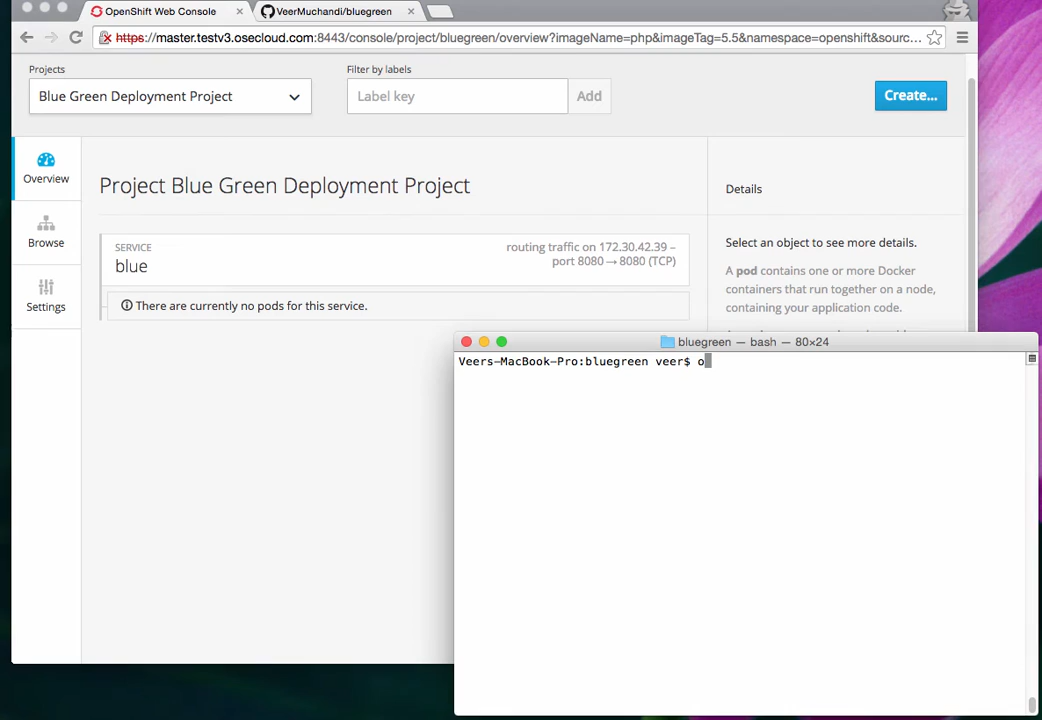 OpenShift Web Console
VeerMuchandi/bluegreen
https://master.testv3.osecloud.com:8443/console/project/bluegreen/overview?imageName=php&imageTag=5.5&namespace=openshift&sourc...
Projects
Filter by labels
Blue Green Deployment Project
Label key
Add
Create...
Overview
Browse
Settings
Project Blue Green Deployment Project
SERVICE
blue
routing traffic on 172.30.42.39 –
port 8080 → 8080 (TCP)
There are currently no pods for this service.
Details
Select an object to see more details.
A pod contains one or more Docker
containers that run together on a node,
containing your application code.
bluegreen — bash — 80×24
Veers-MacBook-Pro:bluegreen veer$ o